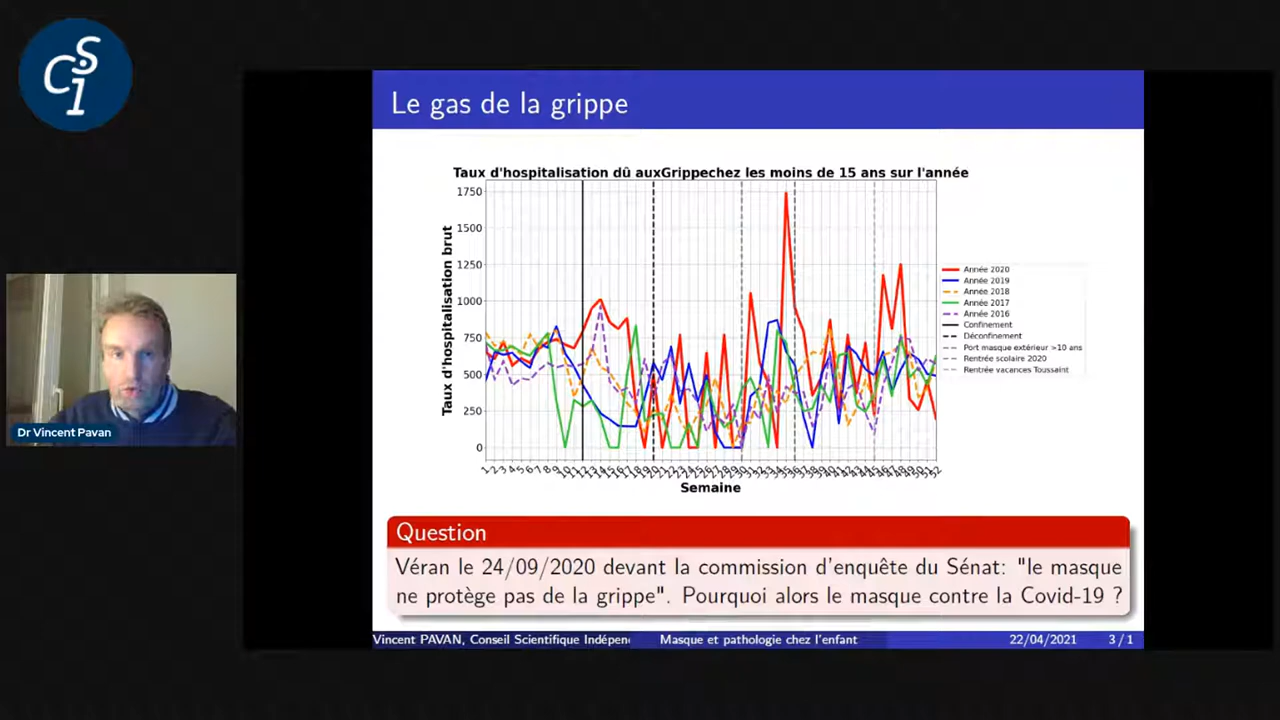 CSI
Le gas de la grippe
Taux d'hospitalisation dû auxGrippechez les moins de 15 ans sur l'année
Taux d'hospitalisation brut
1750
1500
1250
1000
750
500
250
0
Semaine
Année 2020
Année 2019
Année 2018
Année 2017
Année 2016
Confinement
Déconfinement
Port masque extérieur >10 ans
Rentrée scolaire 2020
Rentrée vacances Toussaint
Dr Vincent Pavan
Question
Véran le 24/09/2020 devant la commission d'enquête du Sénat: "le masque
ne protège pas de la grippe". Pourquoi alors le masque contre la Covid-19 ?
Vincent PAVAN, Conseil Scientifique Indépen
Masque et pathologie chez l'enfant
22/04/2021
3 / 1